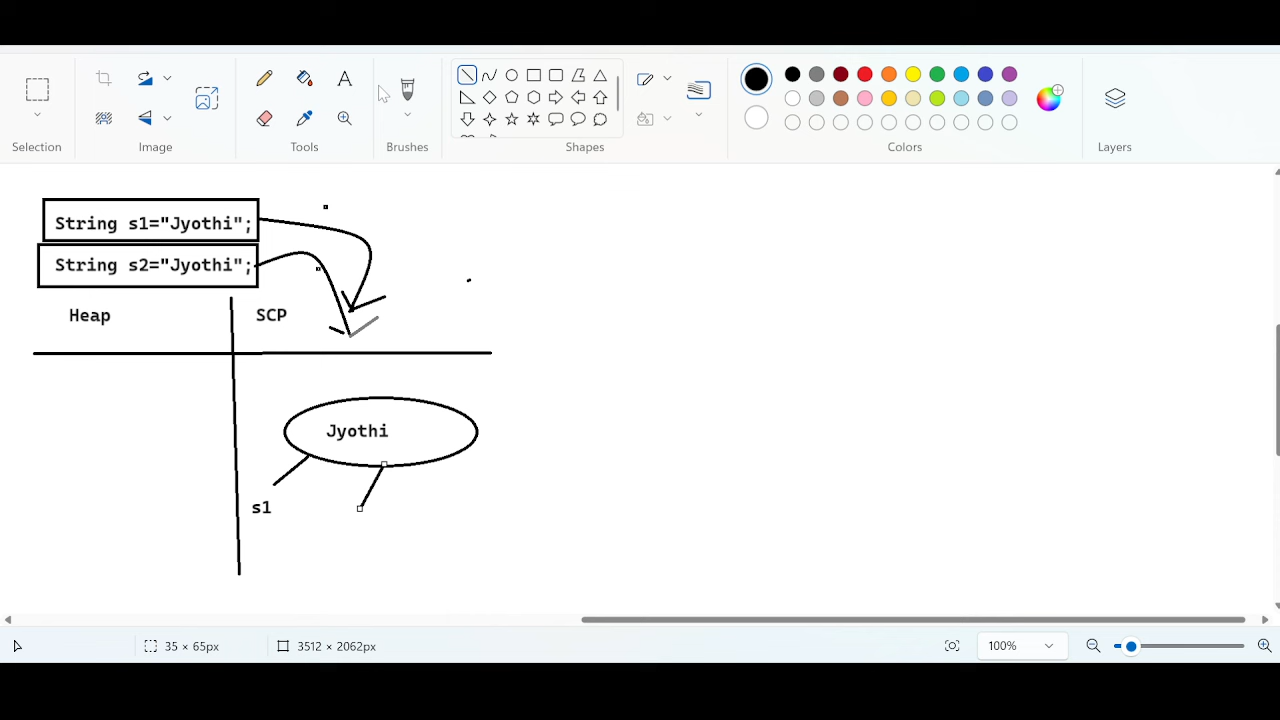 Selection
Image
Tools
Brushes
Shapes
Colors
Layers
String s1="Jyothi";
String s2="Jyothi";
Heap
SCP
Jyothi
s1
35 × 65px
3512 × 2062px
100%